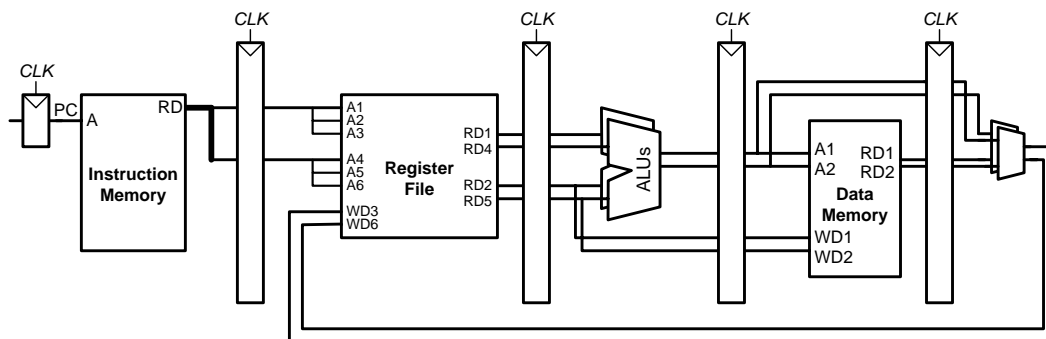 CLK
CLK
CLK
CLK
CLK
PC
A
RD
Instruction
Memory
A1
A2
A3
A4
A5
A6
WD3
WD6
Register
File
RD1
RD4
RD2
RD5
ALUs
A1
A2
RD1
RD2
Data
Memory
WD1
WD2